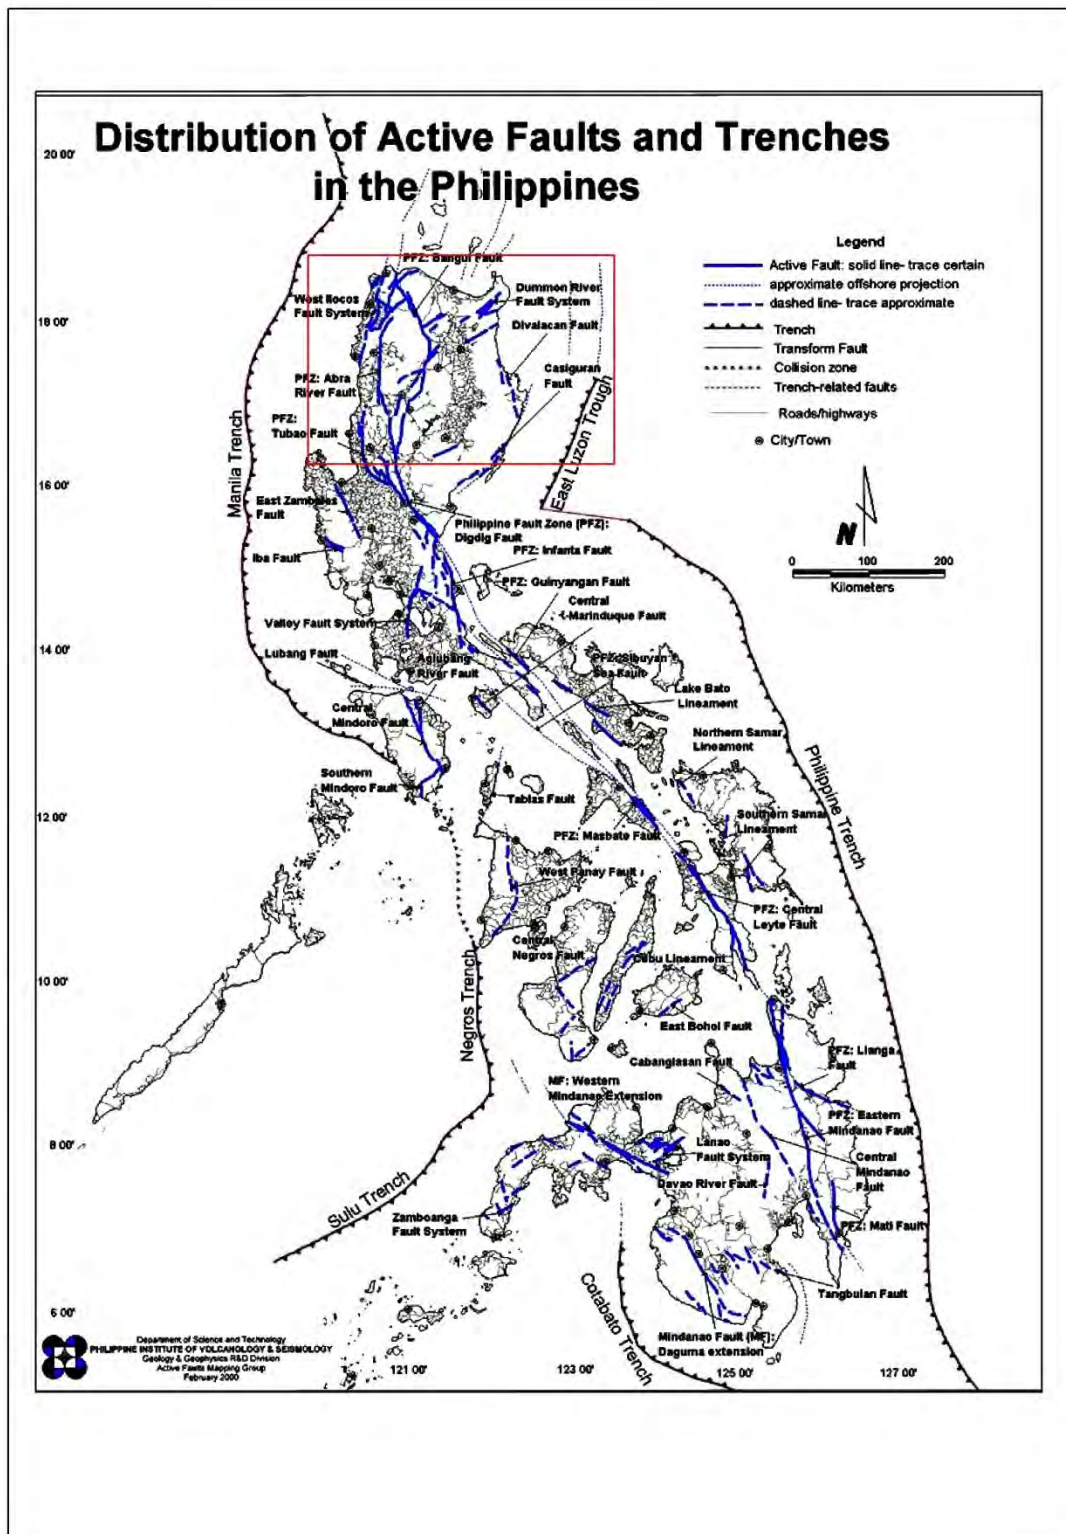 Distribution of Active Faults and Trenches
in the Philippines
20 00'
18 00'
16 00'
14 00'
12 00'
10 00'
8 00'
6 00'
121 00'
123 00'
125 00'
127 00'
Legend
Active Fault: solid line- trace certain
approximate offshore projection
dashed line- trace approximate
Trench
Transform Fault
Collision zone
Trench-related faults
Roads/highways
City/Town
N
0 100 200
Kilometers
PFZ: Bangui Fault
West Ilocos
Fault System
Dummon River
Fault System
Divalacan Fault
Casiguran
Fault
PFZ: Abra
River Fault
PFZ:
Tubao Fault
Manila Trench
East Luzon Trough
East Zambales
Fault
Iba Fault
Philippine Fault Zone (PFZ):
Digdig Fault
PFZ: Infanta Fault
PFZ: Guinyangan Fault
Central
Marinduque Fault
Valley Fault System
Lubang Fault
Aglubang
River Fault
PFZ: Sibuyan
Sea Fault
Lake Bato
Lineament
Central
Mindoro Fault
Northern Samar
Lineament
Southern
Mindoro Fault
Tablas Fault
Philippine Trench
Southern Samar
Lineament
PFZ: Masbate Fault
West Panay Fault
PFZ: Central
Leyte Fault
Central
Negros Fault
Cebu Lineament
Negros Trench
East Bohol Fault
Cabanglasan Fault
PFZ: Lianga
Fault
MF: Western
Mindanao Extension
PFZ: Eastern
Mindanao Fault
Lanao
Fault System
Central
Mindanao
Fault
Davao River Fault
Sulu Trench
Zamboanga
Fault System
PFZ: Mati Fault
Tangbulan Fault
Cotabato Trench
Mindanao Fault (MF):
Daguma extension
Department of Science and Technology
PHILIPPINE INSTITUTE OF VOLCANOLOGY & SEISMOLOGY
Geology & Geophysics R&D Division
Active Faults Mapping Group
February 2000